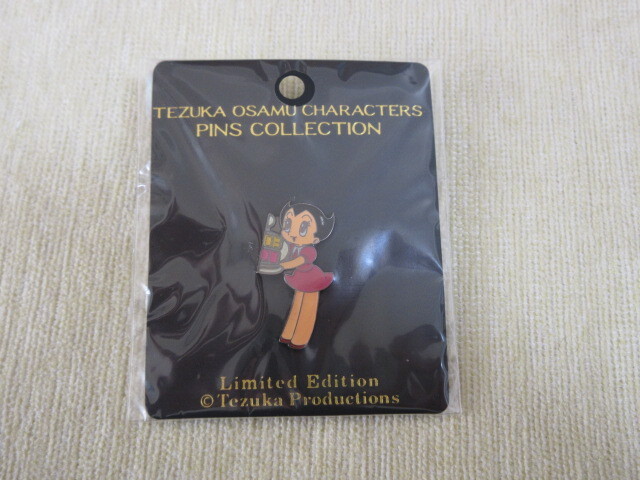 TEZUKA OSAMU CHARACTERS
PINS COLLECTION
Limited Edition
©Tezuka Productions